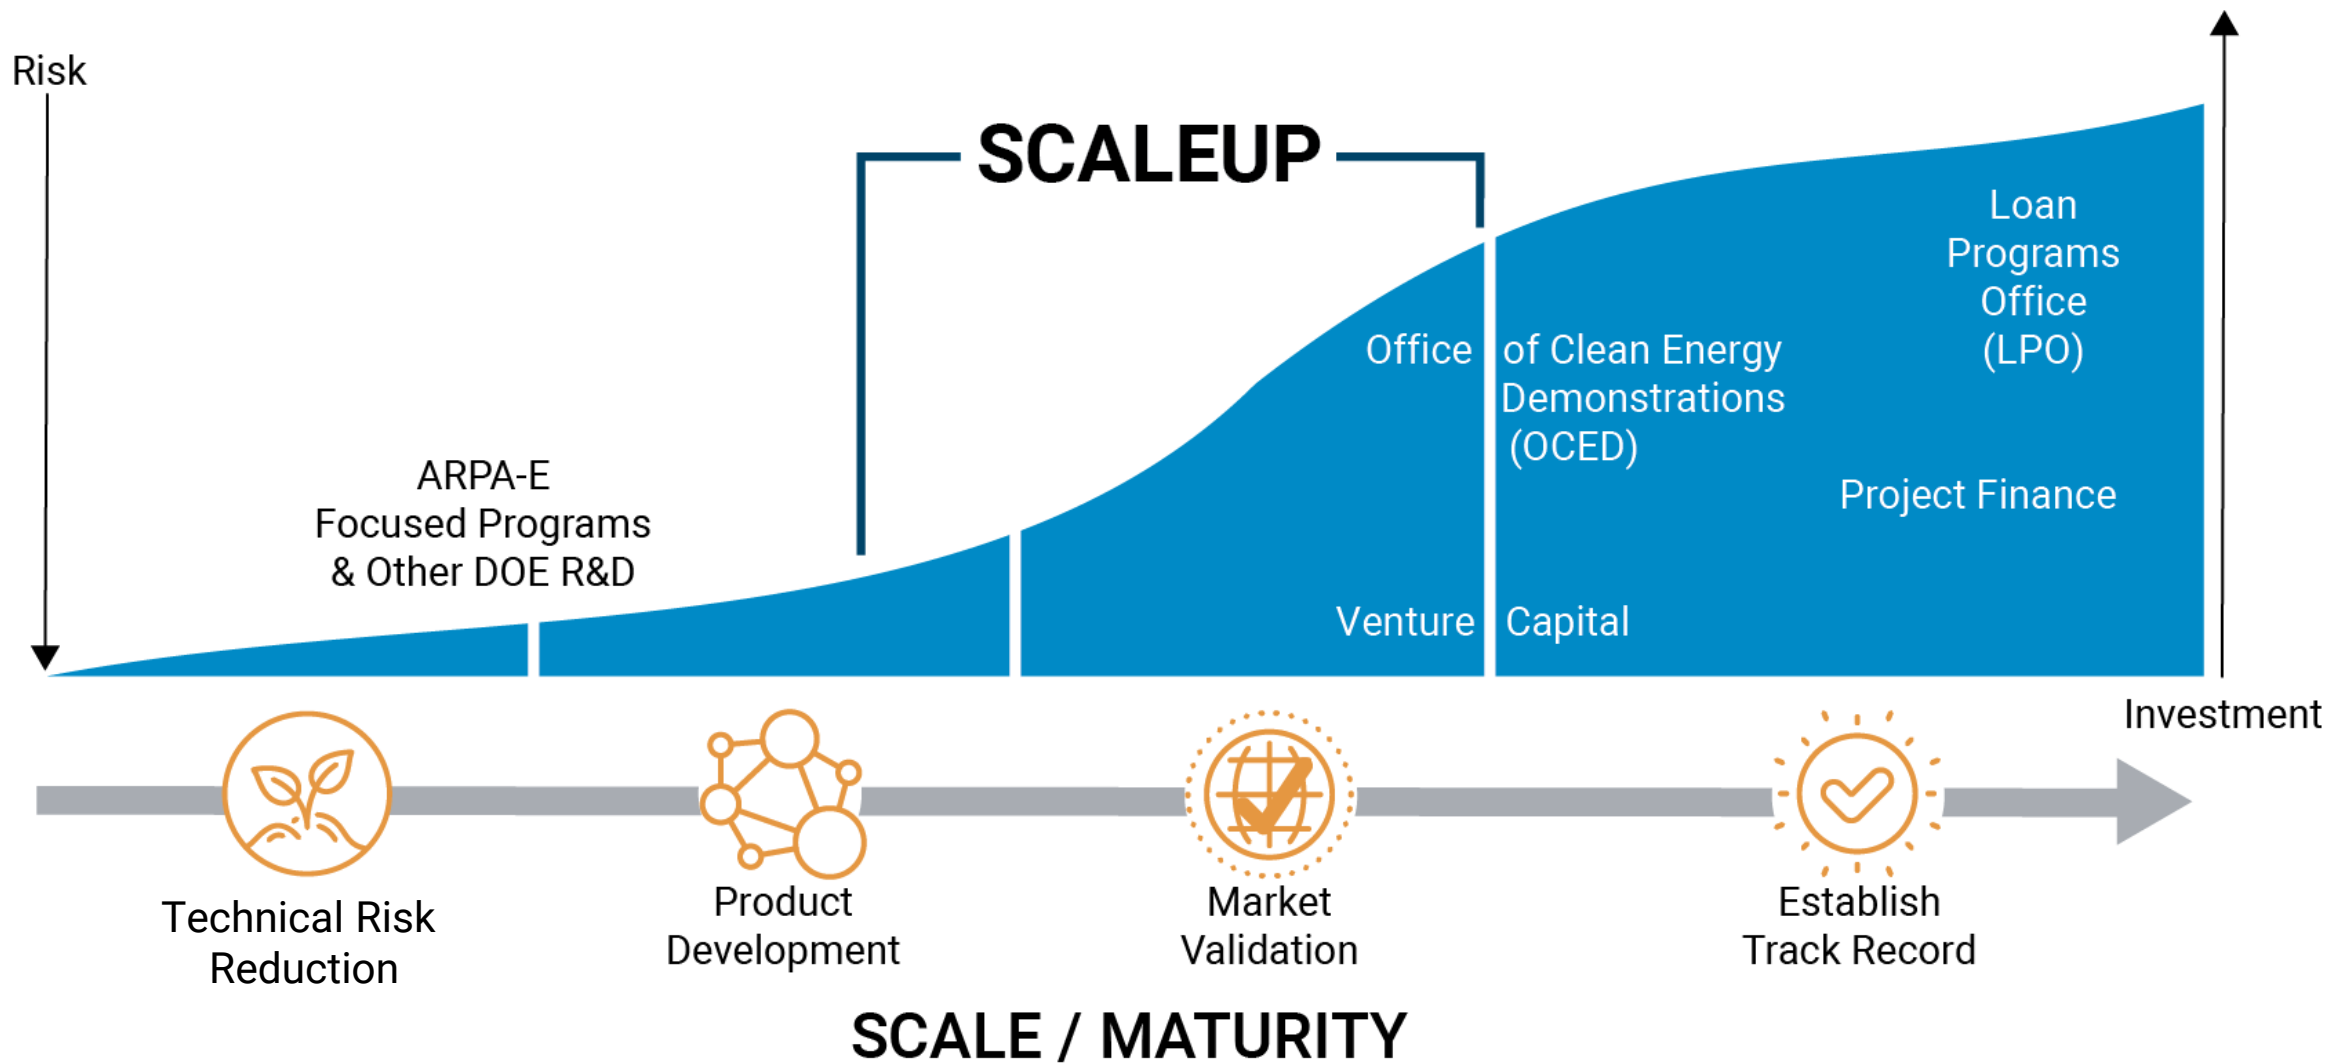 Risk
SCALEUP
Loan
Programs
Office
(LPO)
Office of Clean Energy
Demonstrations
(OCED)
ARPA-E
Focused Programs
& Other DOE R&D
Project Finance
Venture Capital
Investment
Technical Risk
Reduction
Product
Development
Market
Validation
Establish
Track Record
SCALE / MATURITY